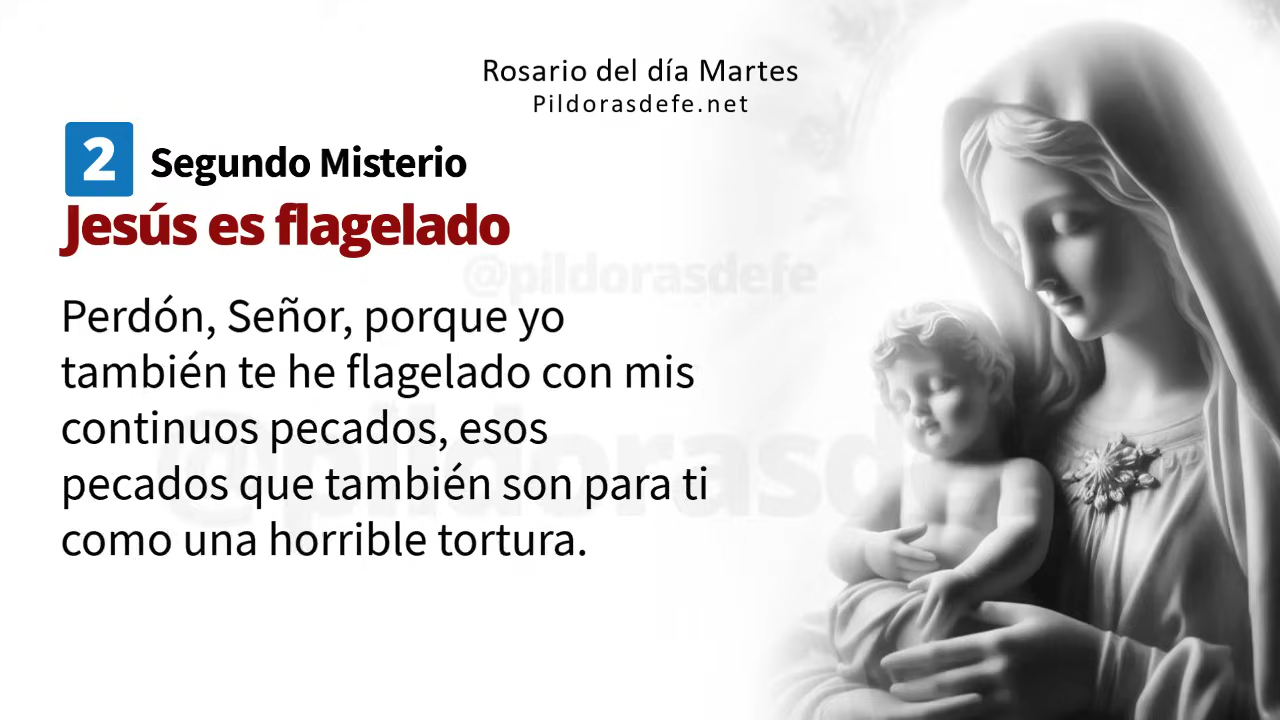 Rosario del día Martes
Pildorasdefe.net
2 Segundo Misterio
Jesús es flagelado
@pildorasdefe
Perdón, Señor, porque yo
también te he flagelado con mis
continuos pecados, esos
pecados que también son para ti
como una horrible tortura.
@pildorasdefe